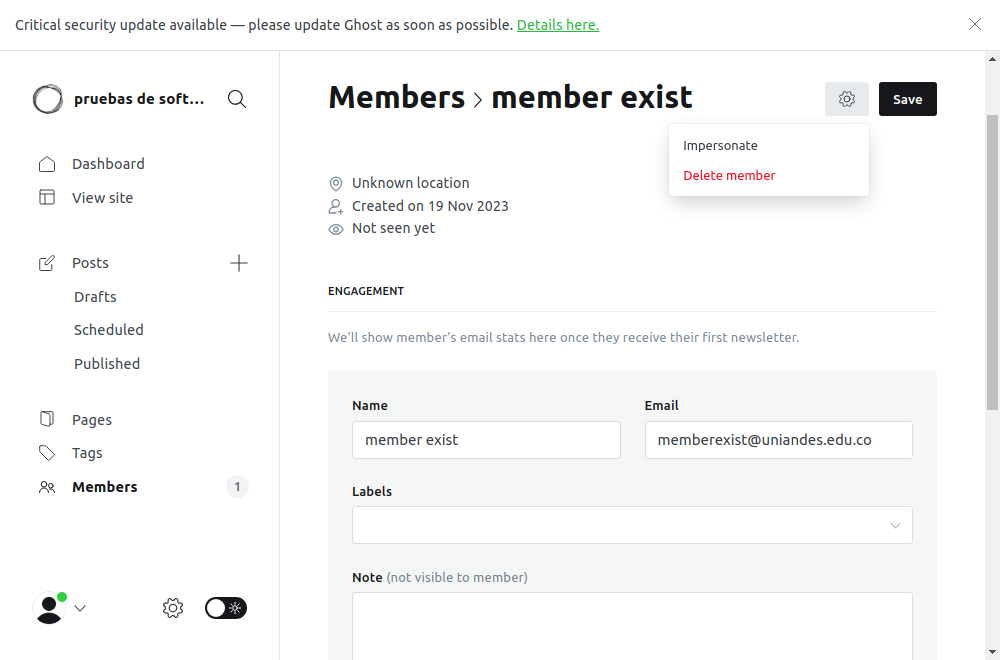 Critical security update available — please update Ghost as soon as possible. Details here.
pruebas de soft...
Dashboard
View site
Posts
Drafts
Scheduled
Published
Pages
Tags
Members 1
Members › member exist
Save
Impersonate
Delete member
Unknown location
Created on 19 Nov 2023
Not seen yet
ENGAGEMENT
We'll show member's email stats here once they receive their first newsletter.
Name Email
member exist memberexist@uniandes.edu.co
Labels
Note (not visible to member)